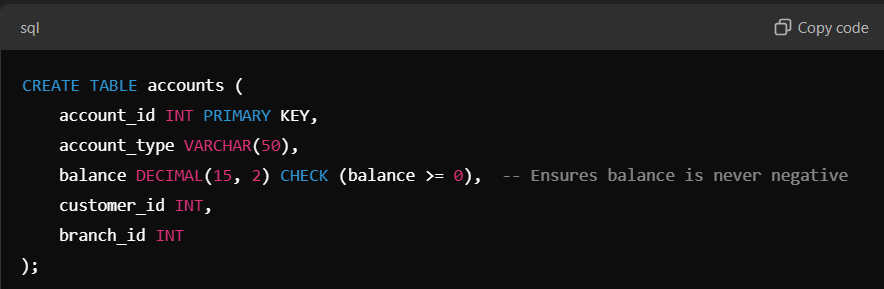 sql
Copy code
CREATE TABLE accounts (
    account_id INT PRIMARY KEY,
    account_type VARCHAR(50),
    balance DECIMAL(15, 2) CHECK (balance >= 0),  -- Ensures balance is never negative
    customer_id INT,
    branch_id INT
);